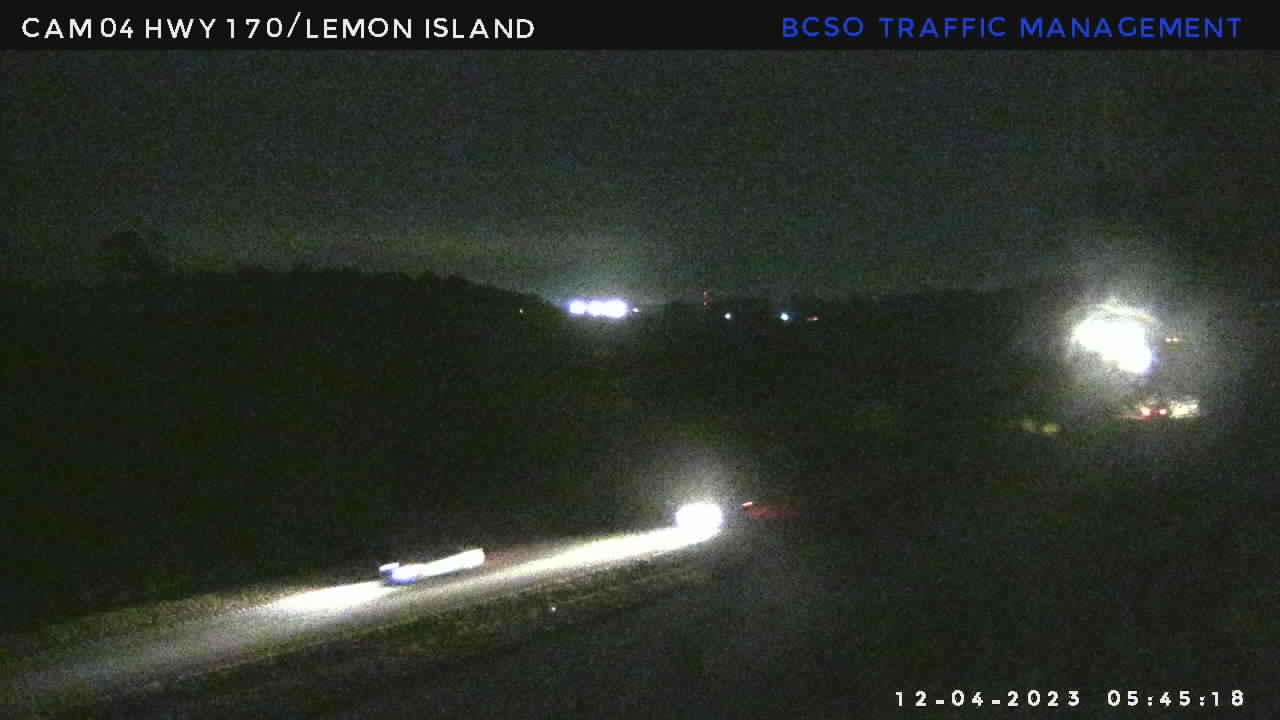 CAM04 HWY 170/LEMON ISLAND
BCSO TRAFFIC MANAGEMENT
12-04-2023 05:45:18